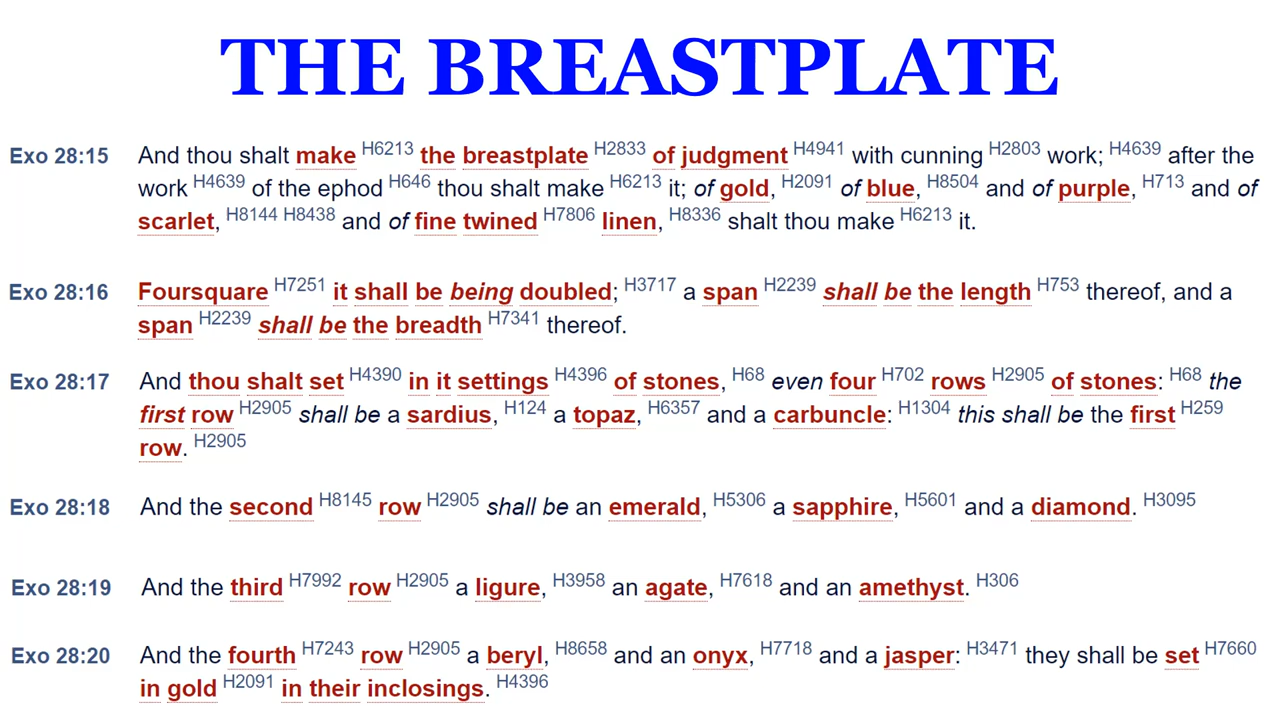 THE BREASTPLATE
Exo 28:15 And thou shalt make H6213 the breastplate H2833 of judgment H4941 with cunning H2803 work; H4639 after the
work H4639 of the ephod H646 thou shalt make H6213 it; of gold, H2091 of blue, H8504 and of purple, H713 and of
scarlet, H8144 H8438 and of fine twined H7806 linen, H8336 shalt thou make H6213 it.
Exo 28:16 Foursquare H7251 it shall be being doubled; H3717 a span H2239 shall be the length H753 thereof, and a
span H2239 shall be the breadth H7341 thereof.
Exo 28:17 And thou shalt set H4390 in it settings H4396 of stones, H68 even four H702 rows H2905 of stones: H68 the
first row H2905 shall be a sardius, H124 a topaz, H6357 and a carbuncle: H1304 this shall be the first H259
row. H2905
Exo 28:18 And the second H8145 row H2905 shall be an emerald, H5306 a sapphire, H5601 and a diamond. H3095
Exo 28:19 And the third H7992 row H2905 a ligure, H3958 an agate, H7618 and an amethyst. H306
Exo 28:20 And the fourth H7243 row H2905 a beryl, H8658 and an onyx, H7718 and a jasper: H3471 they shall be set H7660
in gold H2091 in their inclosings. H4396